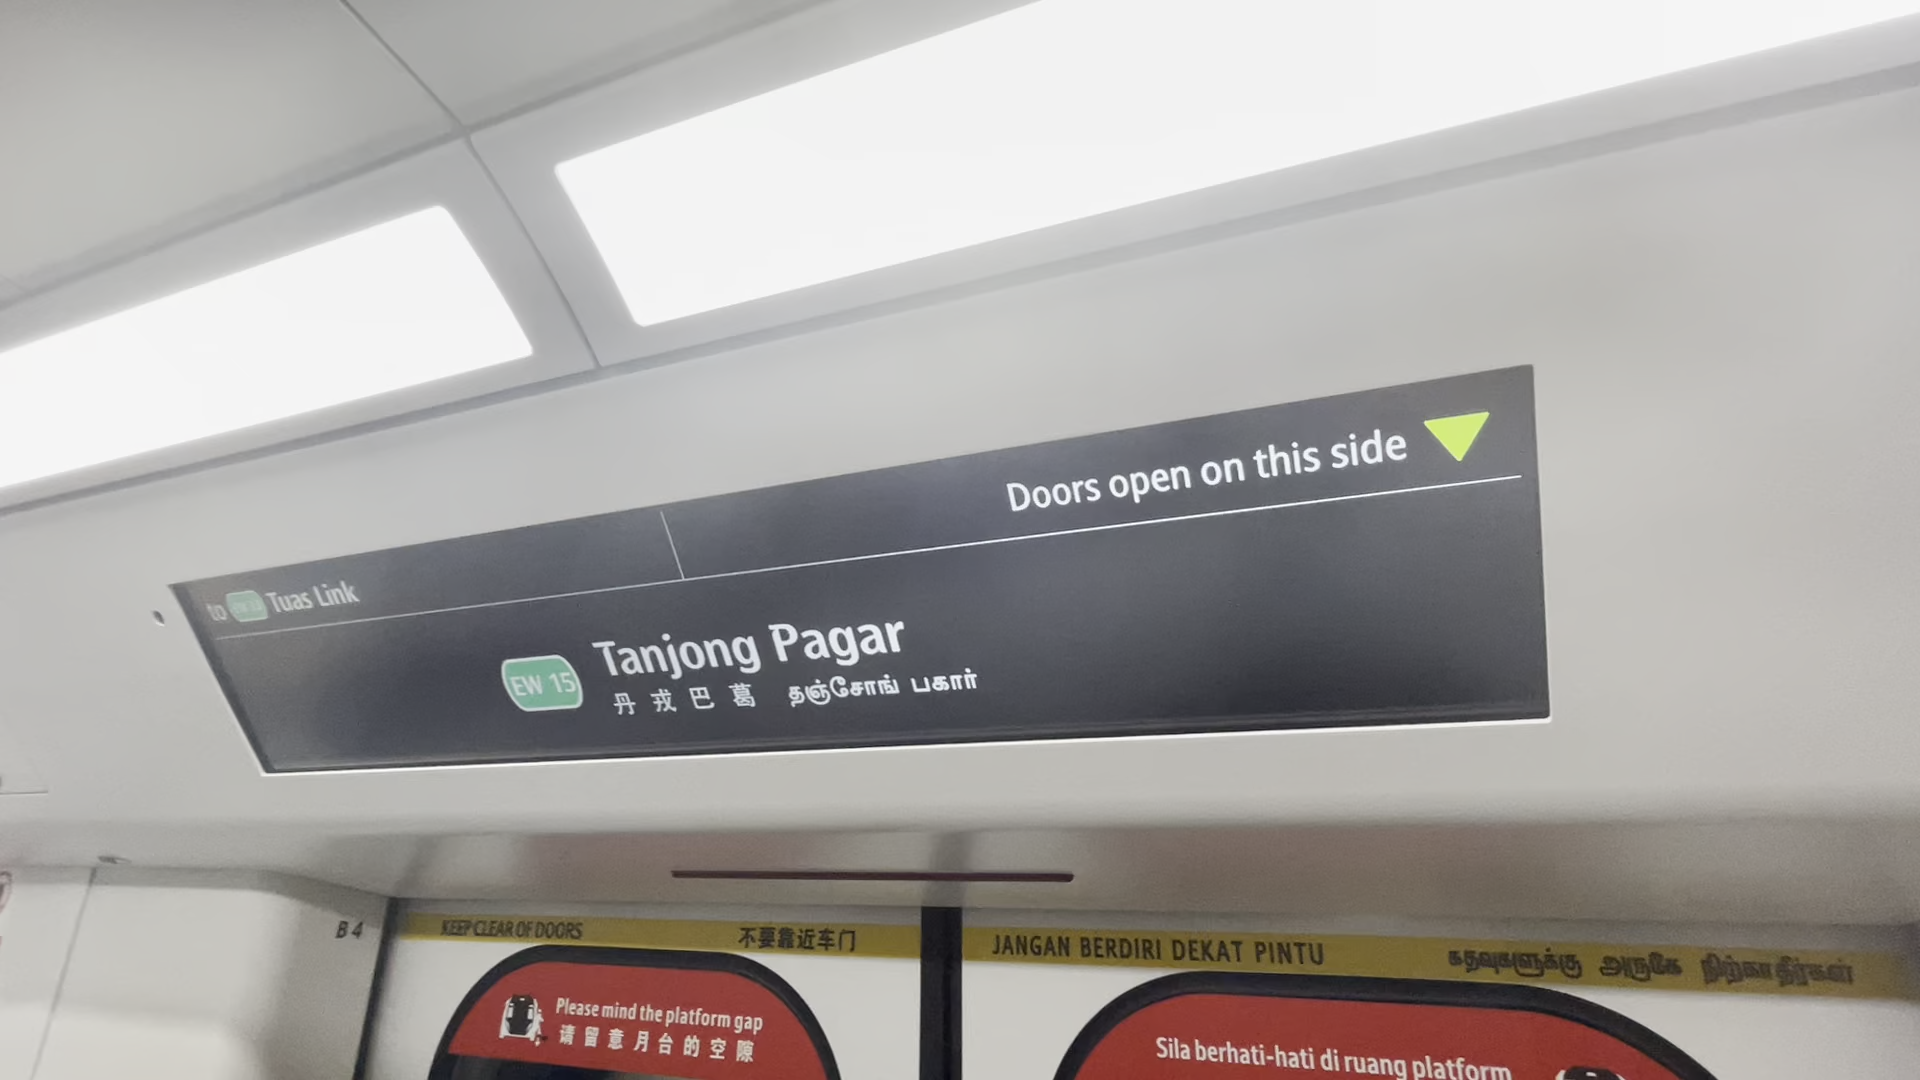 Doors open on this side
to EW 33 Tuas Link
EW 15 Tanjong Pagar
丹戎巴葛 தஞ்சோங் பகார்
B 4
KEEP CLEAR OF DOORS 不要靠近车门 JANGAN BERDIRI DEKAT PINTU கதவுகளுக்கு அருகே நிற்காதீர்கள்
Please mind the platform gap
请留意月台的空隙
Sila berhati-hati di ruang platform